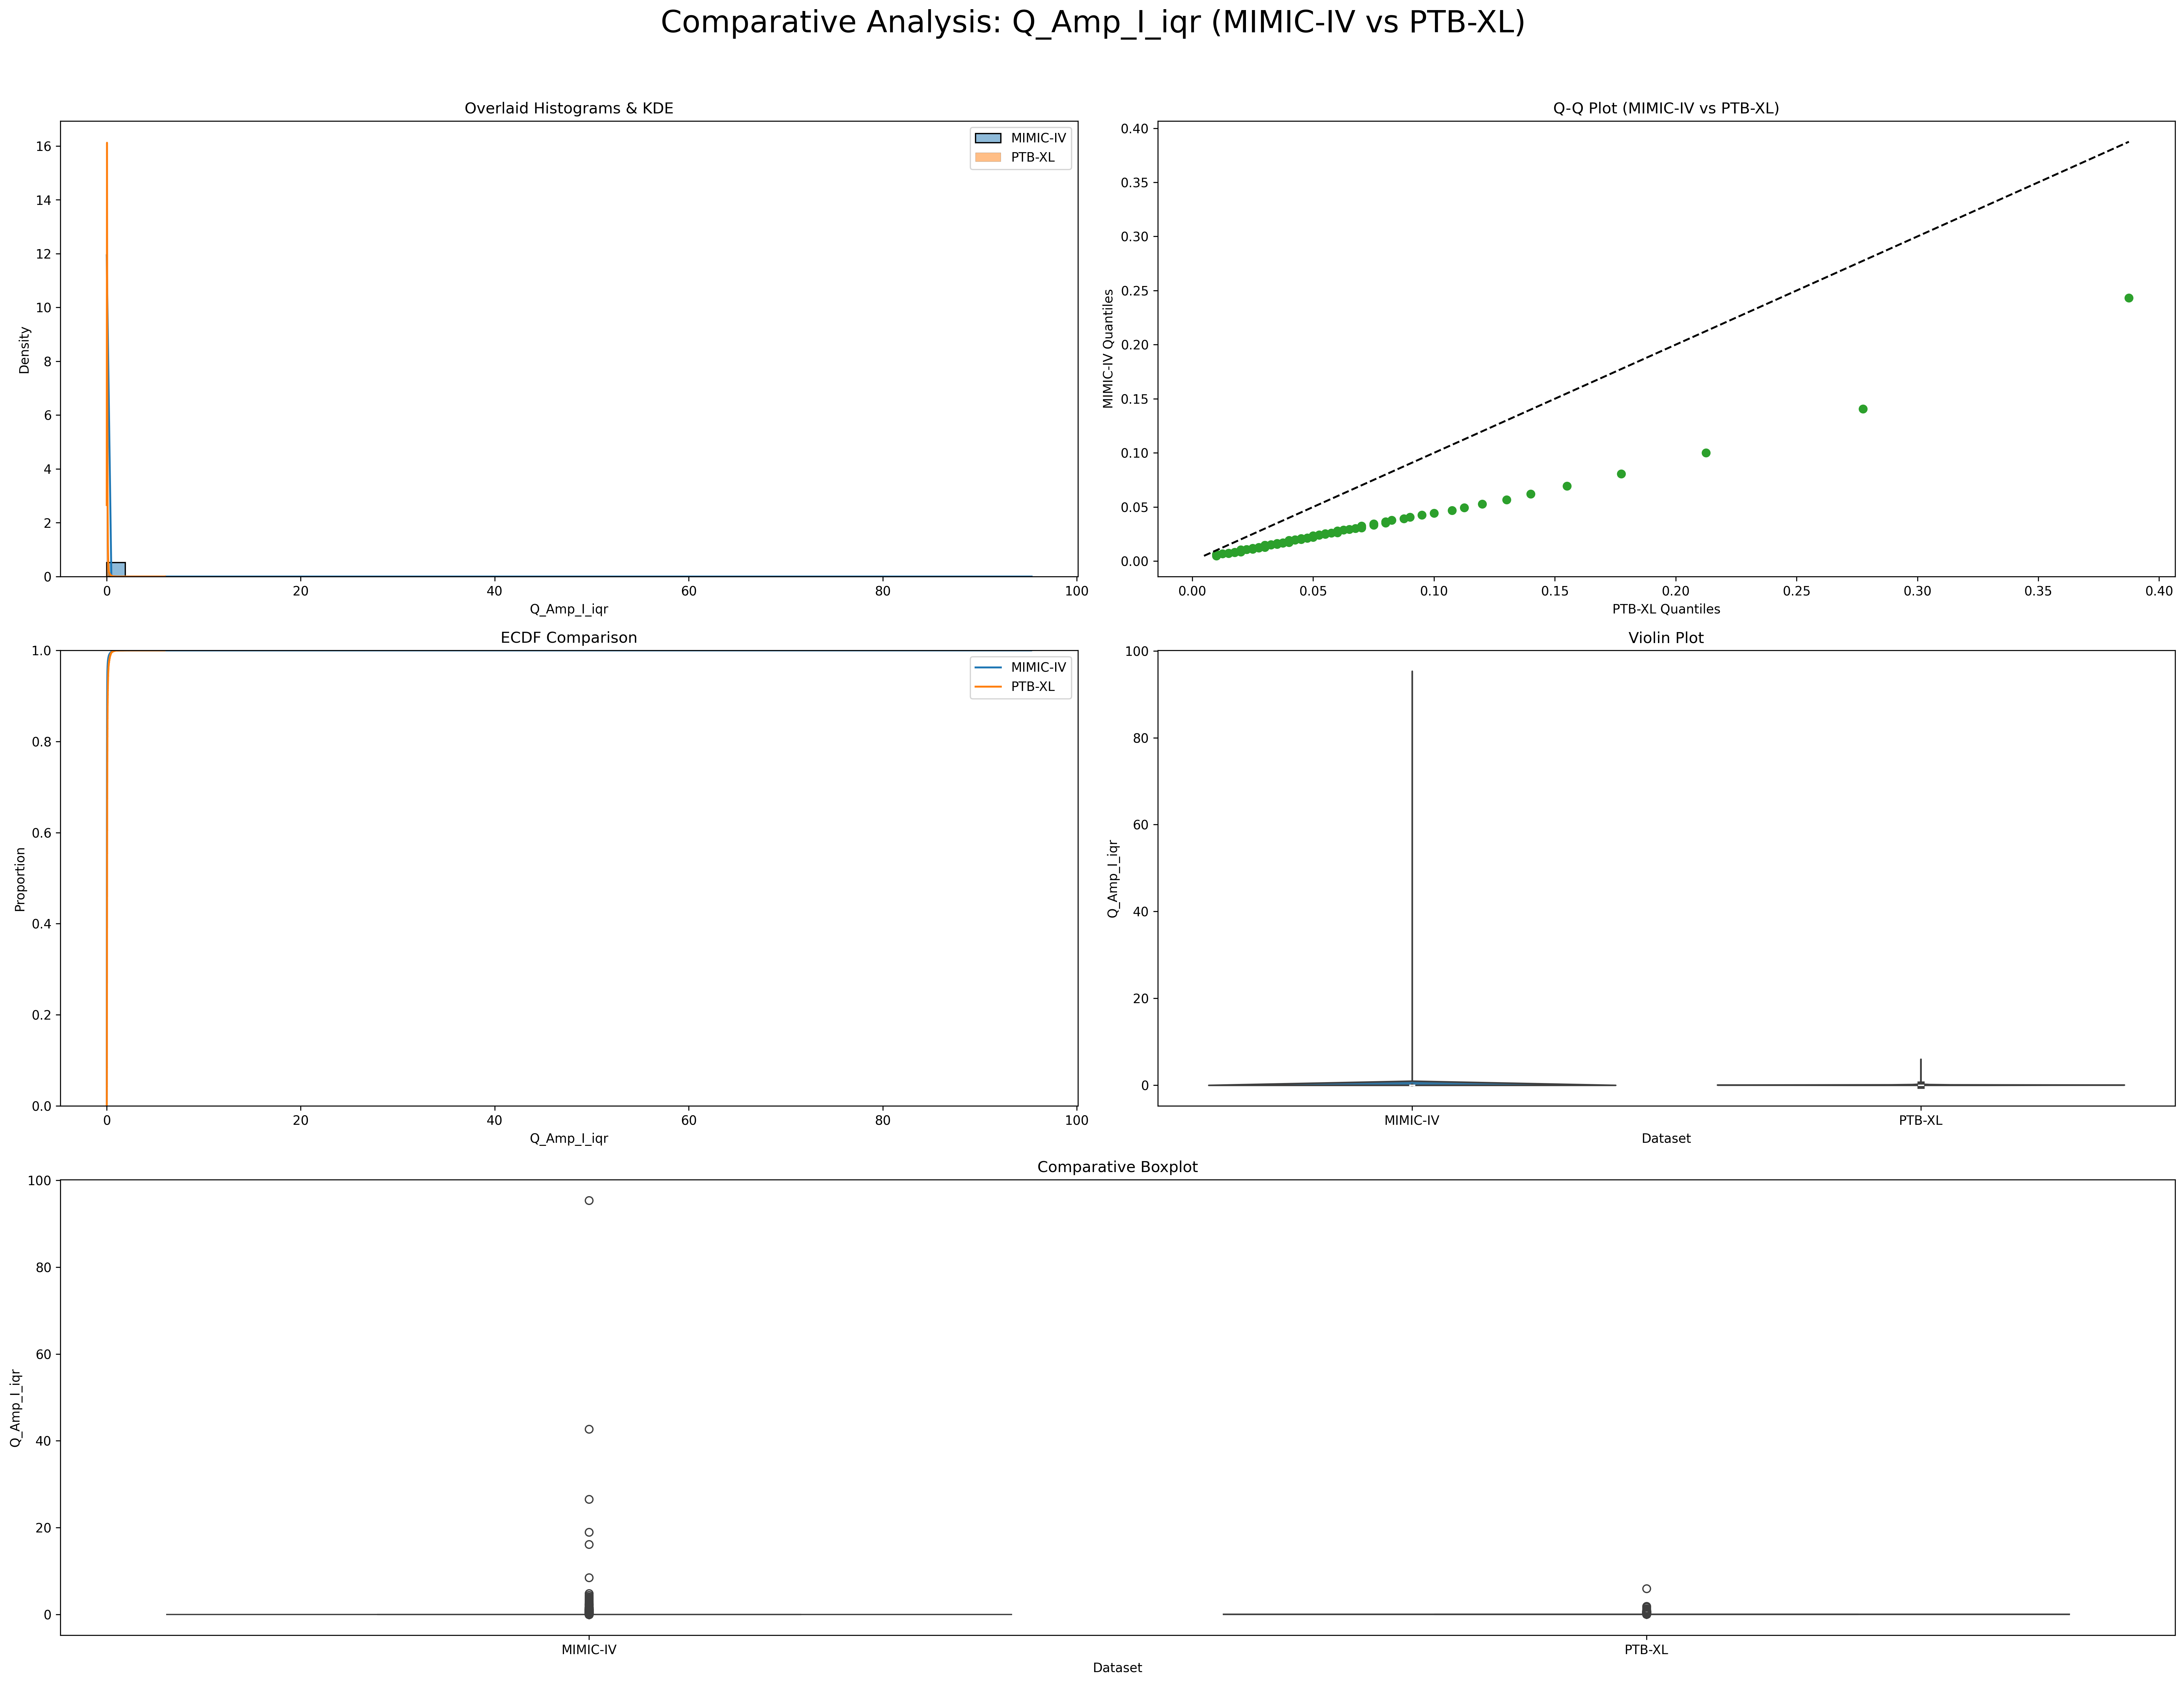 Comparative Analysis: Q_Amp_I_iqr (MIMIC-IV vs PTB-XL)
Overlaid Histograms & KDE
MIMIC-IV
PTB-XL
16
14
12
10
8
6
4
2
0
Density
0 20 40 60 80 100
Q_Amp_I_iqr
Q-Q Plot (MIMIC-IV vs PTB-XL)
0.40
0.35
0.30
0.25
0.20
0.15
0.10
0.05
0.00
MIMIC-IV Quantiles
0.00 0.05 0.10 0.15 0.20 0.25 0.30 0.35 0.40
PTB-XL Quantiles
ECDF Comparison
MIMIC-IV
PTB-XL
1.0
0.8
0.6
0.4
0.2
0.0
Proportion
0 20 40 60 80 100
Q_Amp_I_iqr
Violin Plot
100
80
60
40
20
0
Q_Amp_I_iqr
MIMIC-IV PTB-XL
Dataset
Comparative Boxplot
100
80
60
40
20
0
Q_Amp_I_iqr
MIMIC-IV PTB-XL
Dataset